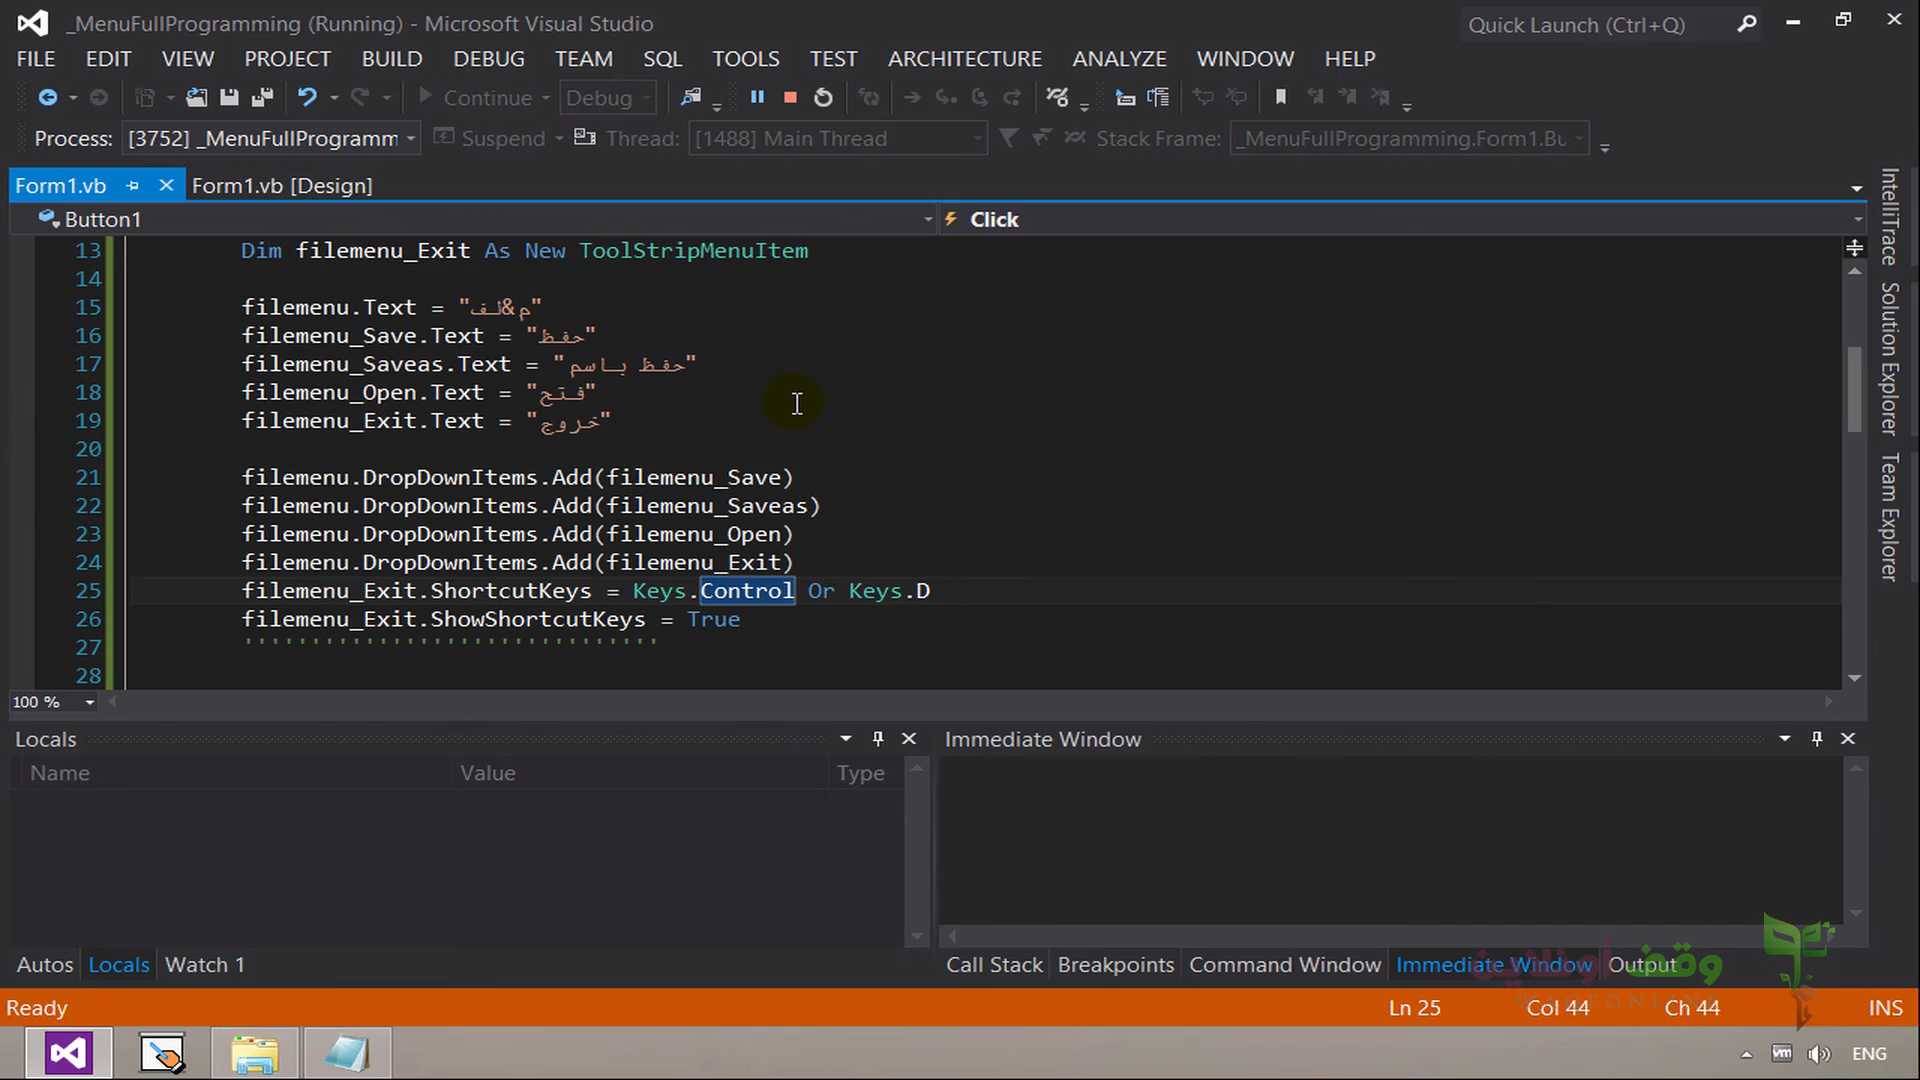 _MenuFullProgramming (Running) - Microsoft Visual Studio
Quick Launch (Ctrl+Q)
FILE EDIT VIEW PROJECT BUILD DEBUG TEAM SQL TOOLS TEST ARCHITECTURE ANALYZE WINDOW HELP
Continue Debug
Process: [3752] _MenuFullProgramm Suspend Thread: [1488] Main Thread Stack Frame: _MenuFullProgramming.Form1.Bu
Form1.vb Form1.vb [Design]
Button1 Click
13 Dim filemenu_Exit As New ToolStripMenuItem
14
15 filemenu.Text = "م&لف"
16 filemenu_Save.Text = "حفظ"
17 filemenu_Saveas.Text = "حفظ باسم"
18 filemenu_Open.Text = "فتح"
19 filemenu_Exit.Text = "خروج"
20
21 filemenu.DropDownItems.Add(filemenu_Save)
22 filemenu.DropDownItems.Add(filemenu_Saveas)
23 filemenu.DropDownItems.Add(filemenu_Open)
24 filemenu.DropDownItems.Add(filemenu_Exit)
25 filemenu_Exit.ShortcutKeys = Keys.Control Or Keys.D
26 filemenu_Exit.ShowShortcutKeys = True
27 '''''''''''''''''''''''''''''''
28
100 %
IntelliTrace
Solution Explorer
Team Explorer
Locals
Name Value Type
Immediate Window
Autos Locals Watch 1
Call Stack Breakpoints Command Window Immediate Window Output
وقف أونلاين
Ready Ln 25 Col 44 Ch 44 INS
ENG